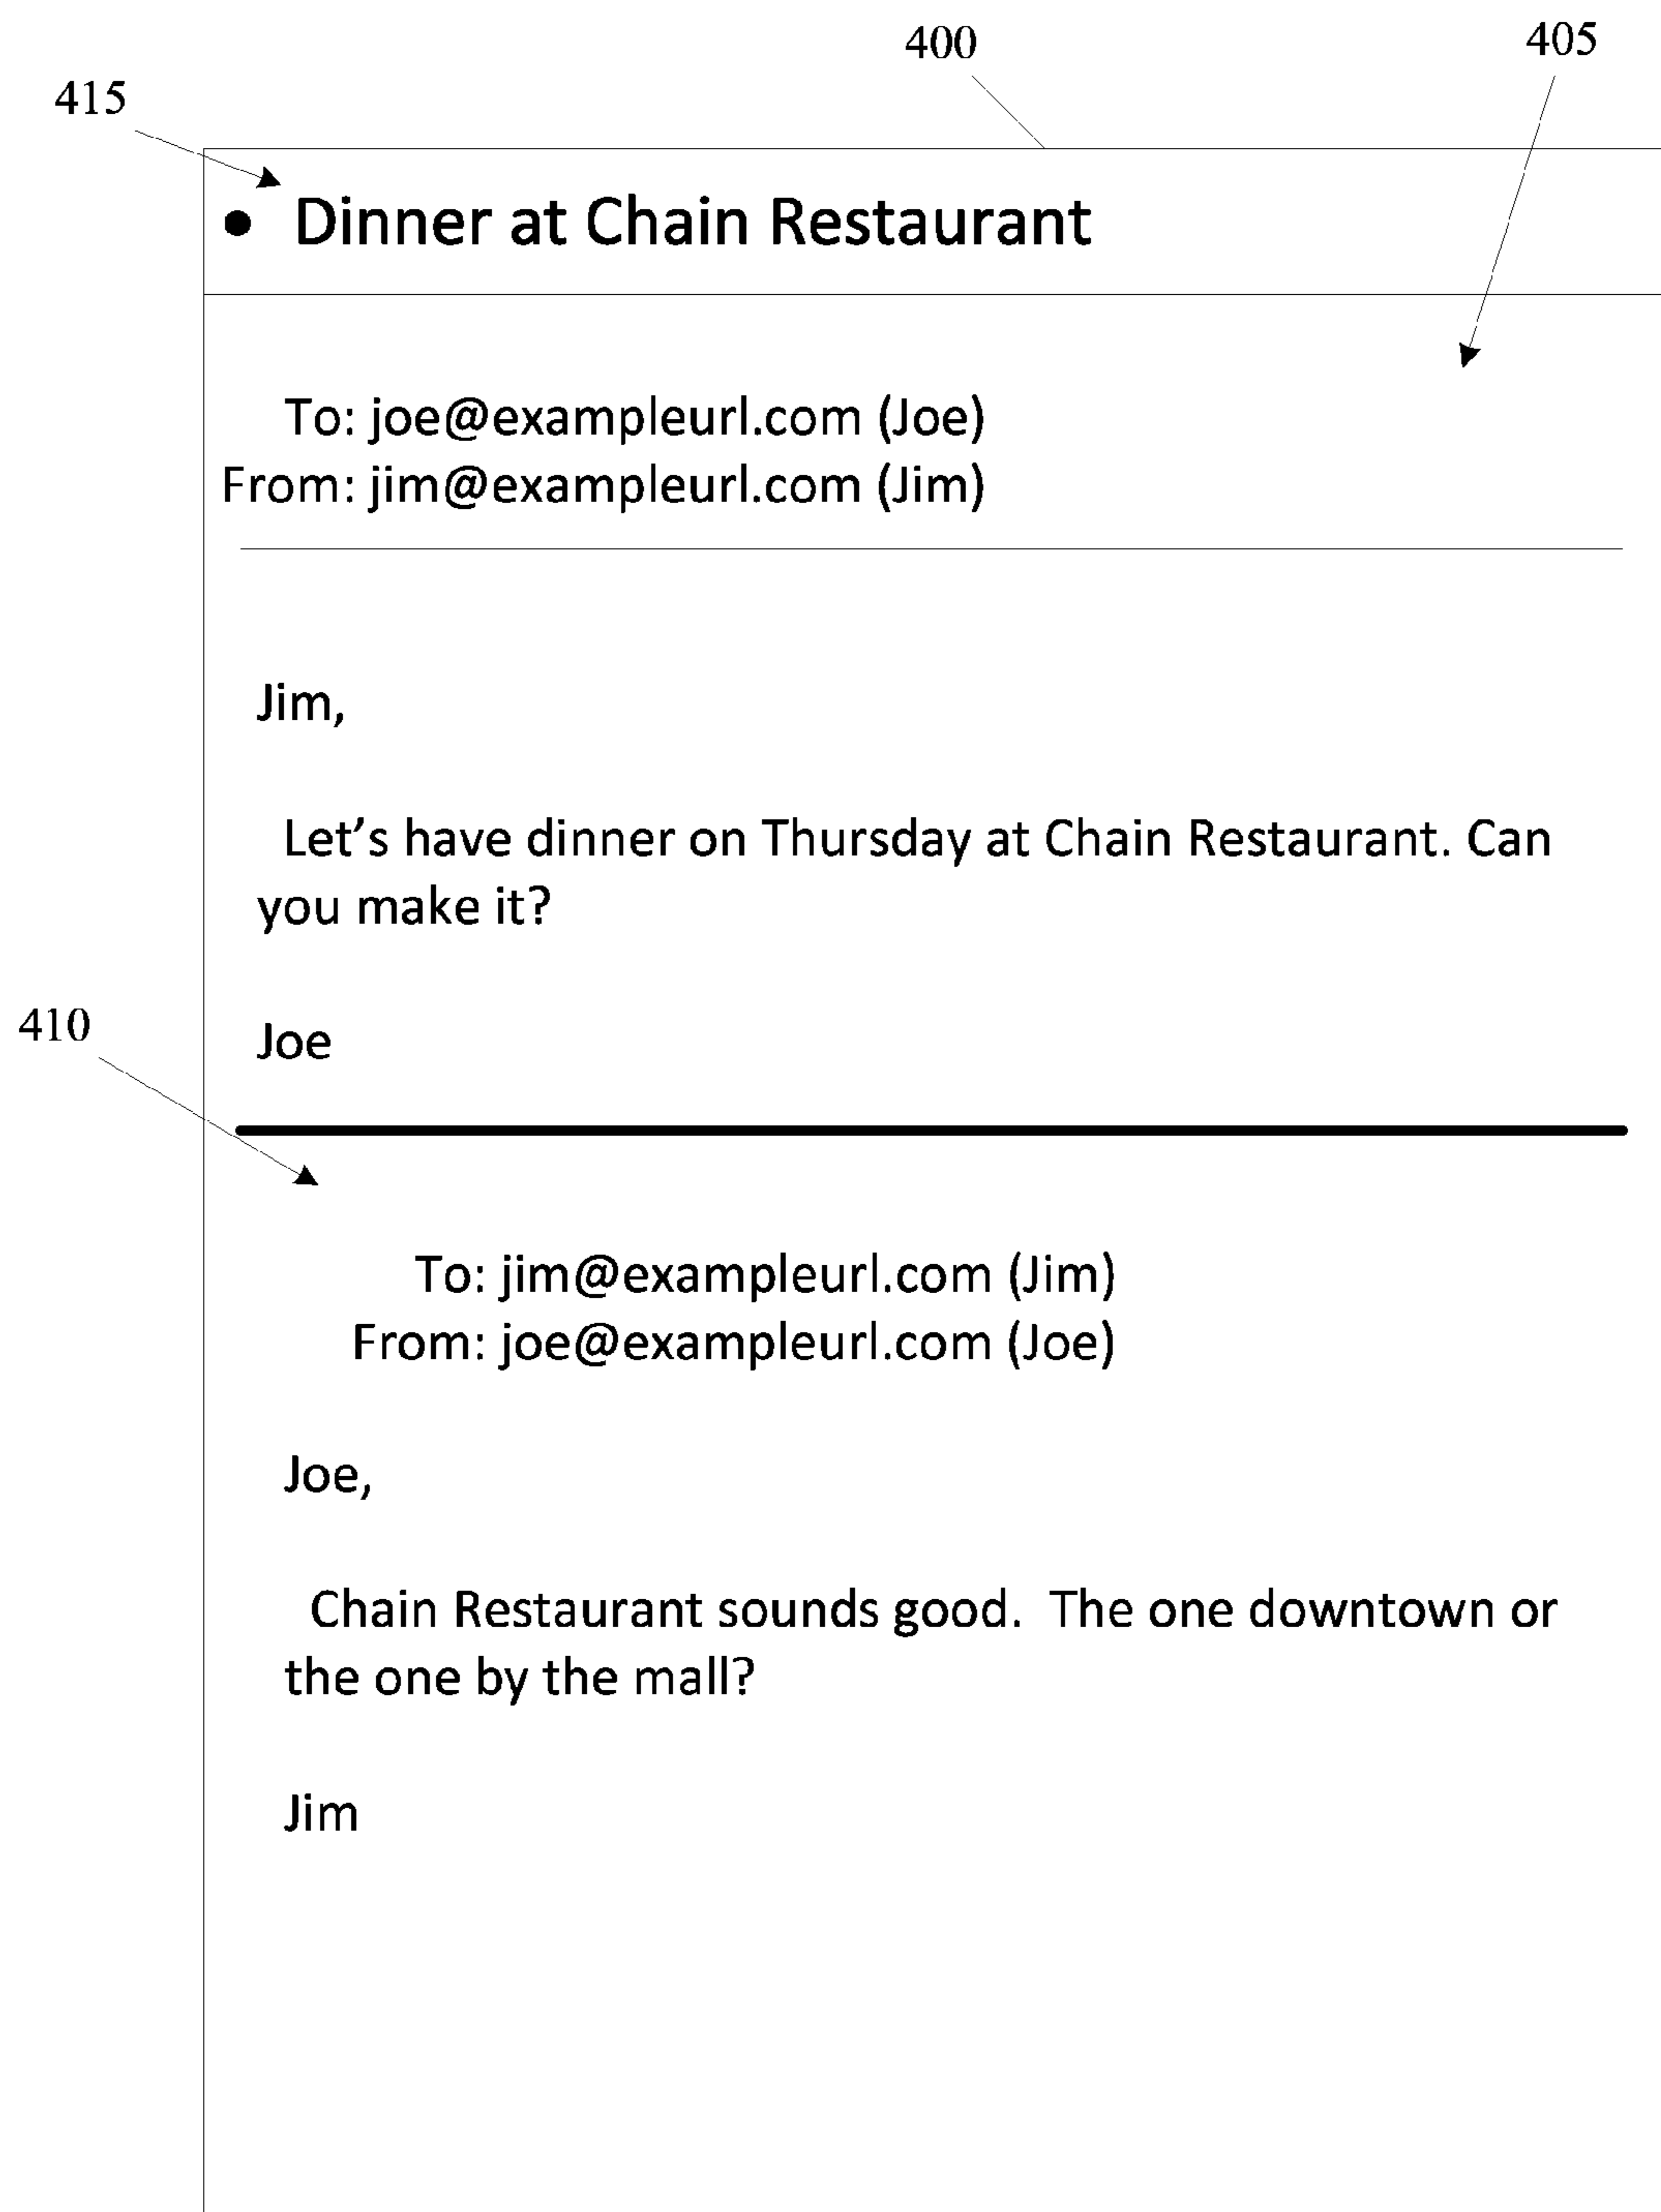 400
405
415
• Dinner at Chain Restaurant
To: joe@exampleurl.com (Joe)
From: jim@exampleurl.com (Jim)
Jim,
Let’s have dinner on Thursday at Chain Restaurant. Can
you make it?
410
Joe
To: jim@exampleurl.com (Jim)
From: joe@exampleurl.com (Joe)
Joe,
Chain Restaurant sounds good.  The one downtown or
the one by the mall?
Jim